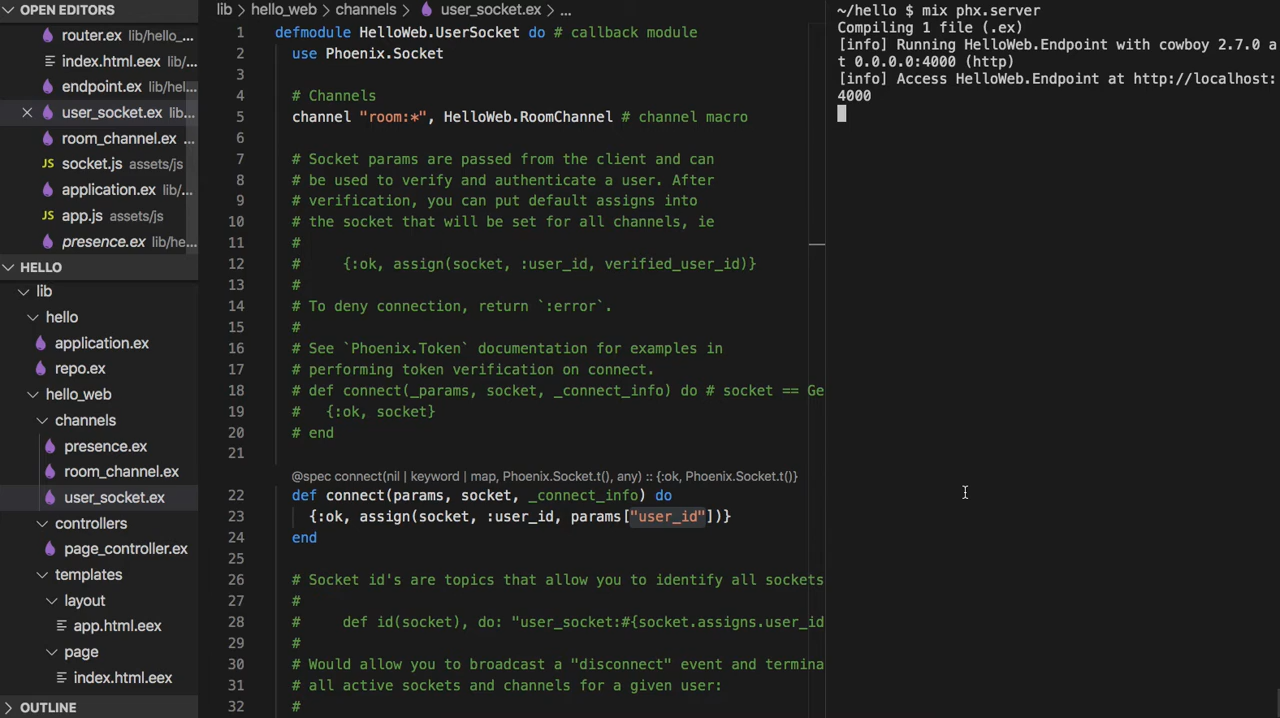 OPEN EDITORS
router.ex lib/hello_...
index.html.eex lib/...
endpoint.ex lib/hell...
user_socket.ex lib...
room_channel.ex ...
JS socket.js assets/js
application.ex lib/...
JS app.js assets/js
presence.ex lib/he...
HELLO
lib
hello
application.ex
repo.ex
hello_web
channels
presence.ex
room_channel.ex
user_socket.ex
controllers
page_controller.ex
templates
layout
app.html.eex
page
index.html.eex
OUTLINE
lib > hello_web > channels > user_socket.ex > ...
1 defmodule HelloWeb.UserSocket do # callback module
2 use Phoenix.Socket
3
4 # Channels
5 channel "room:*", HelloWeb.RoomChannel # channel macro
6
7 # Socket params are passed from the client and can
8 # be used to verify and authenticate a user. After
9 # verification, you can put default assigns into
10 # the socket that will be set for all channels, ie
11 #
12 # {:ok, assign(socket, :user_id, verified_user_id)}
13 #
14 # To deny connection, return `:error`.
15 #
16 # See `Phoenix.Token` documentation for examples in
17 # performing token verification on connect.
18 # def connect(_params, socket, _connect_info) do # socket == Ge
19 # {:ok, socket}
20 # end
21
@spec connect(nil | keyword | map, Phoenix.Socket.t(), any) :: {:ok, Phoenix.Socket.t()}
22 def connect(params, socket, _connect_info) do
23 {:ok, assign(socket, :user_id, params["user_id"])}
24 end
25
26 # Socket id's are topics that allow you to identify all sockets
27 #
28 # def id(socket), do: "user_socket:#{socket.assigns.user_id
29 #
30 # Would allow you to broadcast a "disconnect" event and termina
31 # all active sockets and channels for a given user:
32 #
~/hello $ mix phx.server
Compiling 1 file (.ex)
[info] Running HelloWeb.Endpoint with cowboy 2.7.0 a
t 0.0.0.0:4000 (http)
[info] Access HelloWeb.Endpoint at http://localhost:
4000